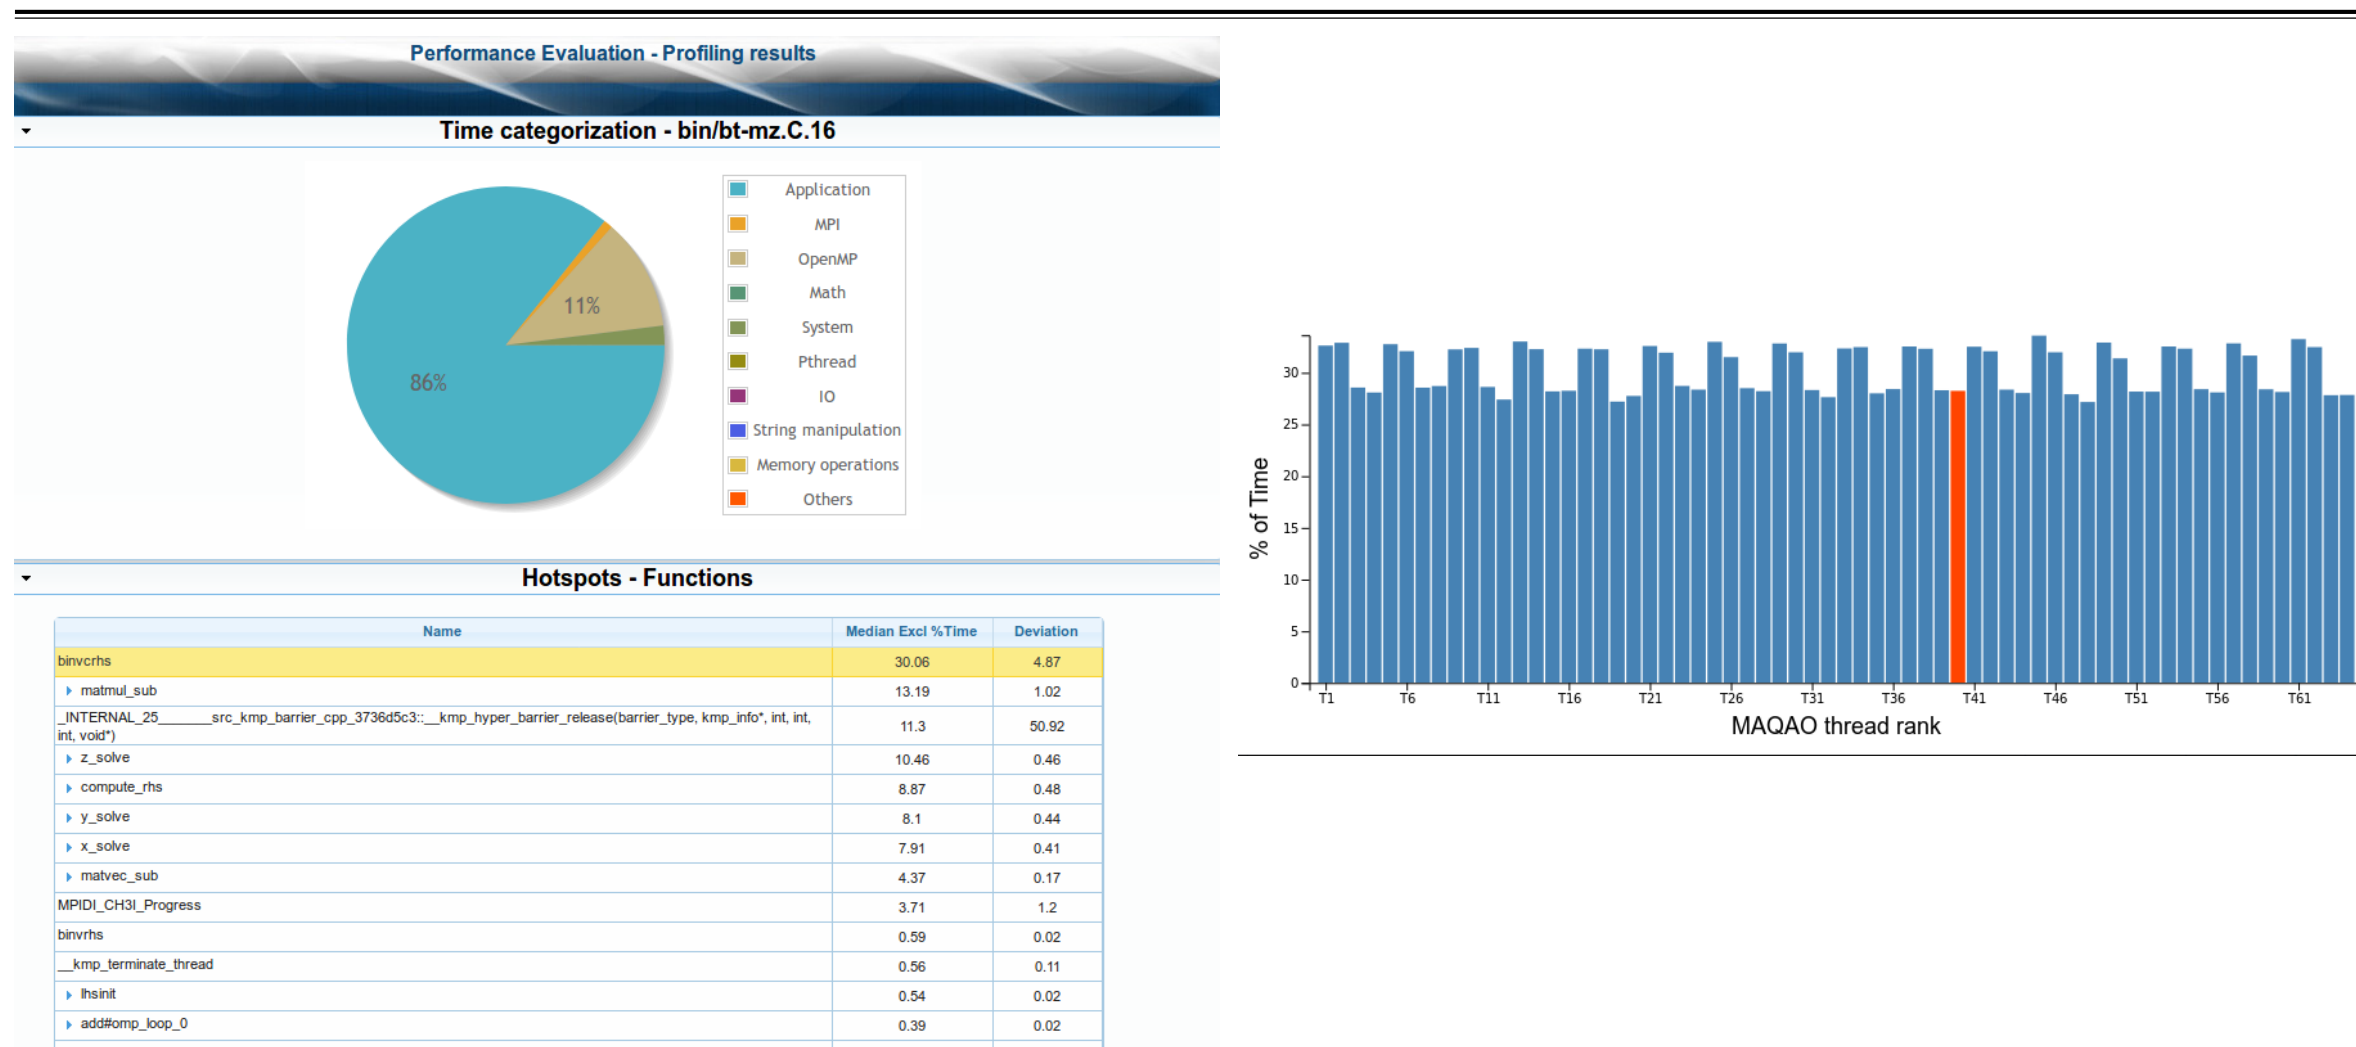 Performance Evaluation - Profiling results
Time categorization - bin/bt-mz.C.16
Application
MPI
OpenMP
Math
System
Pthread
IO
String manipulation
Memory operations
Others
11%
86%
Hotspots - Functions
Name Median Excl %Time Deviation
binvcrhs 30.06 4.87
matmul_sub 13.19 1.02
_INTERNAL_25_______src_kmp_barrier_cpp_3736d5c3::__kmp_hyper_barrier_release(barrier_type, kmp_info*, int, int,
int, void*) 11.3 50.92
z_solve 10.46 0.46
compute_rhs 8.87 0.48
y_solve 8.1 0.44
x_solve 7.91 0.41
matvec_sub 4.37 0.17
MPIDI_CH3I_Progress 3.71 1.2
binvrhs 0.59 0.02
__kmp_terminate_thread 0.56 0.11
lhsinit 0.54 0.02
add#omp_loop_0 0.39 0.02
% of Time
30
25
20
15
10
5
0
T1 T6 T11 T16 T21 T26 T31 T36 T41 T46 T51 T56 T61
MAQAO thread rank